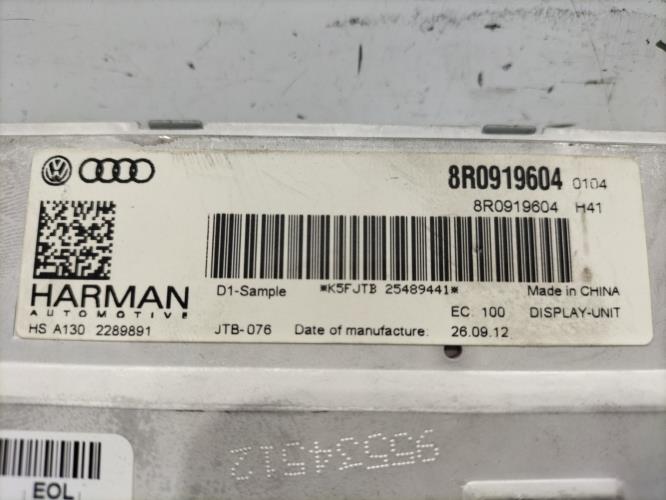 8R0919604 0104
8R0919604 H41
D1-Sample *K5FJTB 25489441* Made in CHINA
HARMAN
AUTOMOTIVE
EC. 100 DISPLAY-UNIT
HS A130 2289891 JTB-076 Date of manufacture: 26.09.12
95534512
EOL